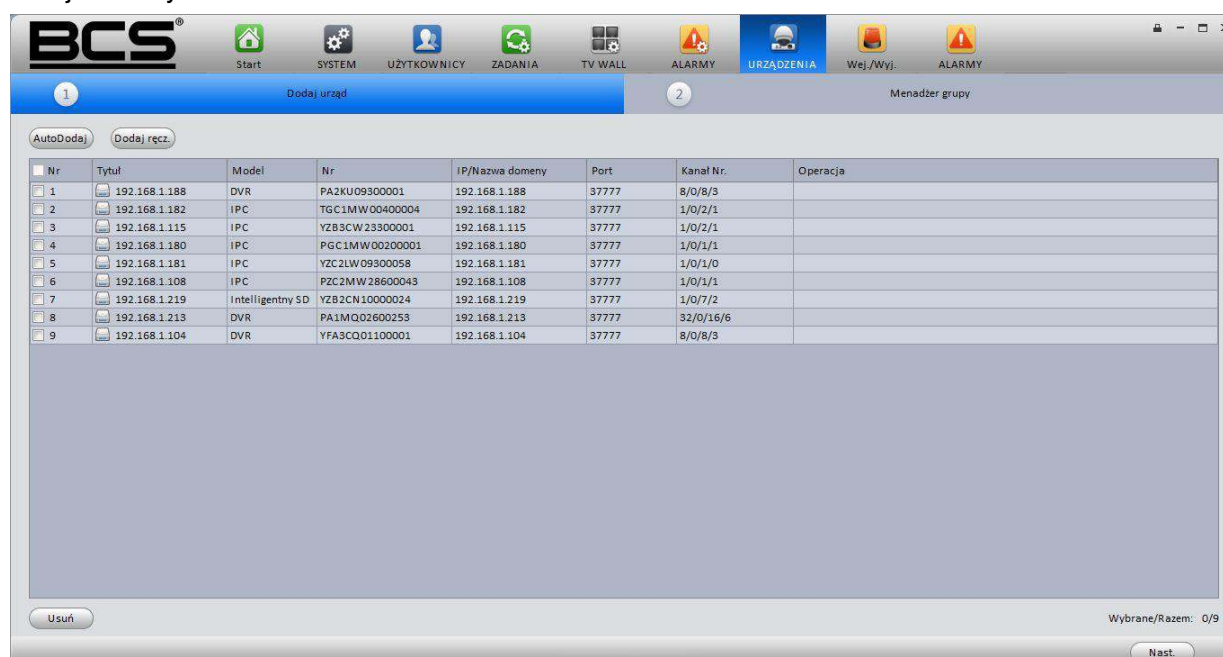 BCS®
Start SYSTEM UŻYTKOWNICY ZADANIA TV WALL ALARMY URZĄDZENIA Wej./Wyj. ALARMY
1 Dodaj urząd 2 Menadżer grupy
AutoDodaj Dodaj ręcz.
Nr Tytuł Model Nr IP/Nazwa domeny Port Kanał Nr. Operacja
1 192.168.1.188 DVR PA2KU09300001 192.168.1.188 37777 8/0/8/3
2 192.168.1.182 IPC TGC1MW00400004 192.168.1.182 37777 1/0/2/1
3 192.168.1.115 IPC YZB3CW23300001 192.168.1.115 37777 1/0/2/1
4 192.168.1.180 IPC PGC1MW00200001 192.168.1.180 37777 1/0/1/1
5 192.168.1.181 IPC YZC2LW09300058 192.168.1.181 37777 1/0/1/0
6 192.168.1.108 IPC PZC2MW28600043 192.168.1.108 37777 1/0/1/1
7 192.168.1.219 Intelligentny SD YZB2CN10000024 192.168.1.219 37777 1/0/7/2
8 192.168.1.213 DVR PA1MQ02600253 192.168.1.213 37777 32/0/16/6
9 192.168.1.104 DVR YFA3CQ01100001 192.168.1.104 37777 8/0/8/3
Usuń Wybrane/Razem: 0/9
Nast.